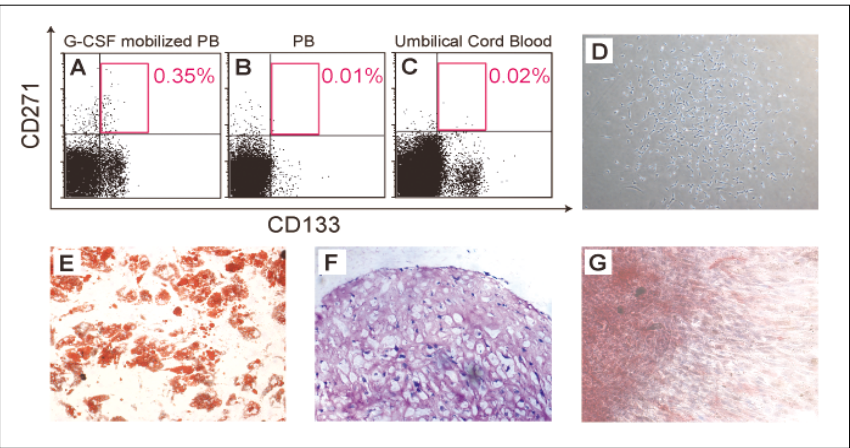 G-CSF mobilized PB
PB
Umbilical Cord Blood
A
0.35%
B
0.01%
C
0.02%
D
CD271
CD133
E
F
G